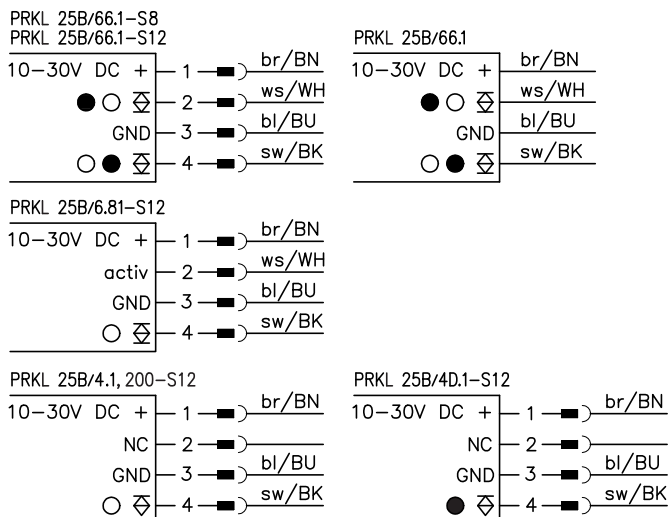 PRKL 25B/66.1-S8
PRKL 25B/66.1-S12
10-30V DC + 1 br/BN
2 ws/WH
GND 3 bl/BU
4 sw/BK
PRKL 25B/66.1
10-30V DC + br/BN
ws/WH
GND bl/BU
sw/BK
PRKL 25B/6.81-S12
10-30V DC + 1 br/BN
activ 2 ws/WH
GND 3 bl/BU
4 sw/BK
PRKL 25B/4.1, 200-S12
10-30V DC + 1 br/BN
NC 2
GND 3 bl/BU
4 sw/BK
PRKL 25B/4D.1-S12
10-30V DC + 1 br/BN
NC 2
GND 3 bl/BU
4 sw/BK